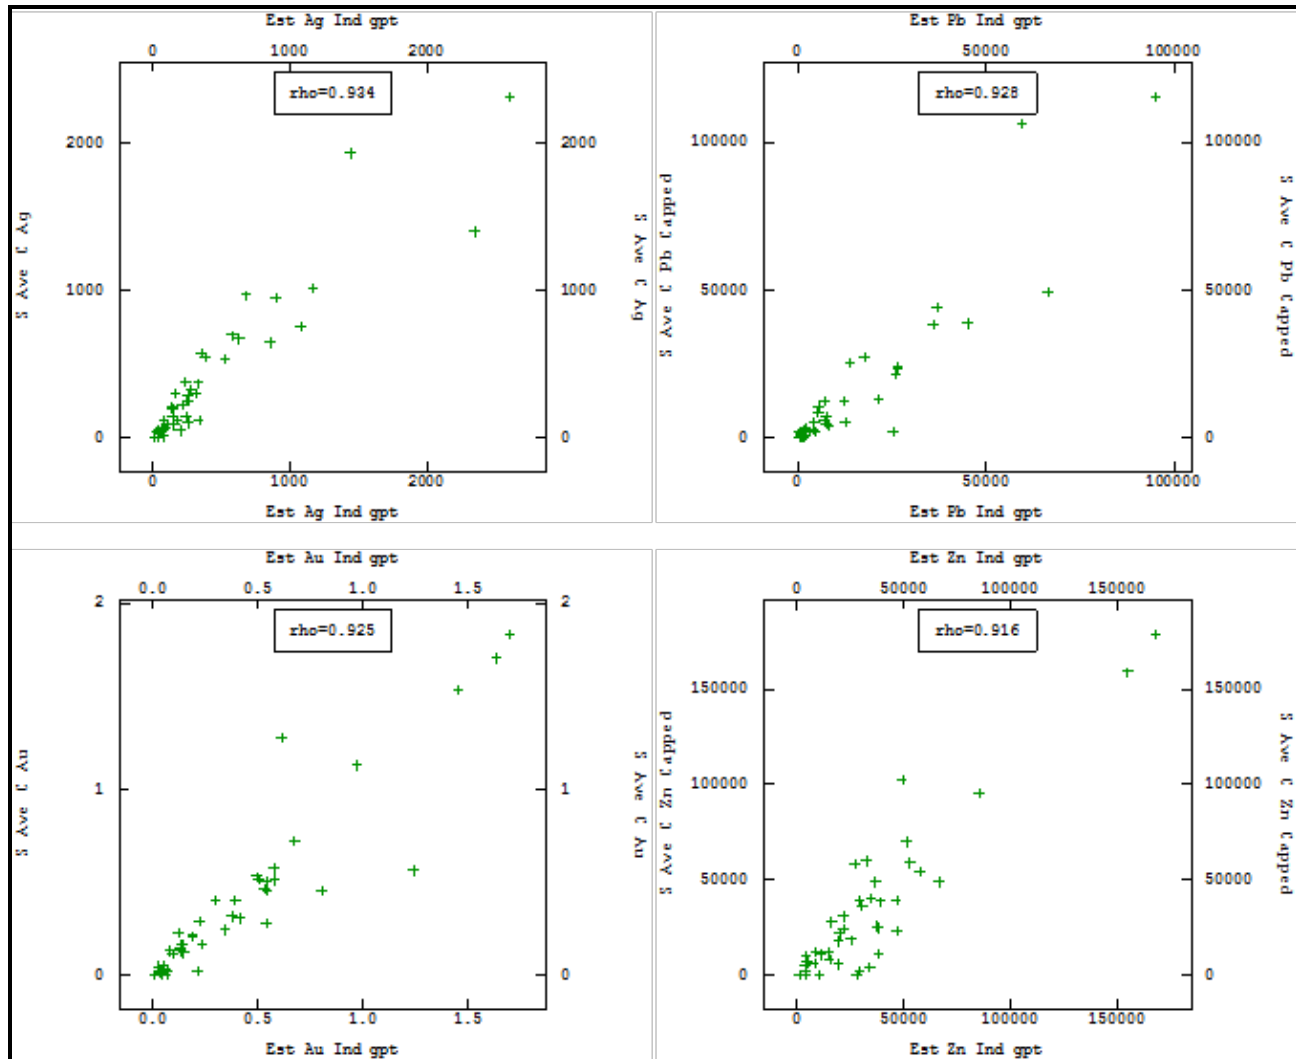 Est Ag Ind gpt
0 1000 2000
rho=0.934
2000 2000
1000 1000
0 0
S Ave C Ag
S Ave C Ag
0 1000 2000
Est Ag Ind gpt
Est Pb Ind gpt
0 50000 100000
rho=0.928
100000 100000
50000 50000
0 0
S Ave C Pb Capped
S Ave C Pb Capped
0 50000 100000
Est Pb Ind gpt
Est Au Ind gpt
0.0 0.5 1.0 1.5
rho=0.925
2 2
1 1
0 0
S Ave C Au
S Ave C Au
0.0 0.5 1.0 1.5
Est Au Ind gpt
Est Zn Ind gpt
0 50000 100000 150000
rho=0.916
150000 150000
100000 100000
50000 50000
0 0
S Ave C Zn Capped
S Ave C Zn Capped
0 50000 100000 150000
Est Zn Ind gpt